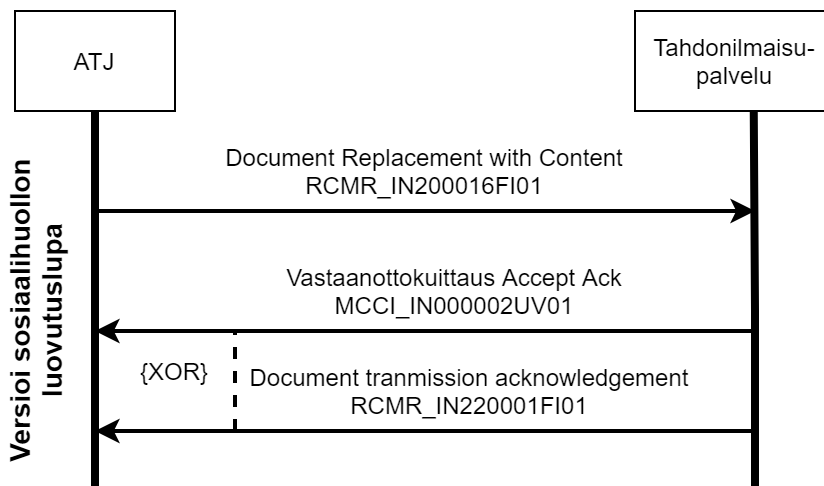 ATJ
Tahdonilmaisu-
palvelu
Versioi sosiaalihuollon
luovutuslupa
Document Replacement with Content
RCMR_IN200016FI01
Vastaanottokuittaus Accept Ack
MCCI_IN000002UV01
{XOR}
Document tranmission acknowledgement
RCMR_IN220001FI01